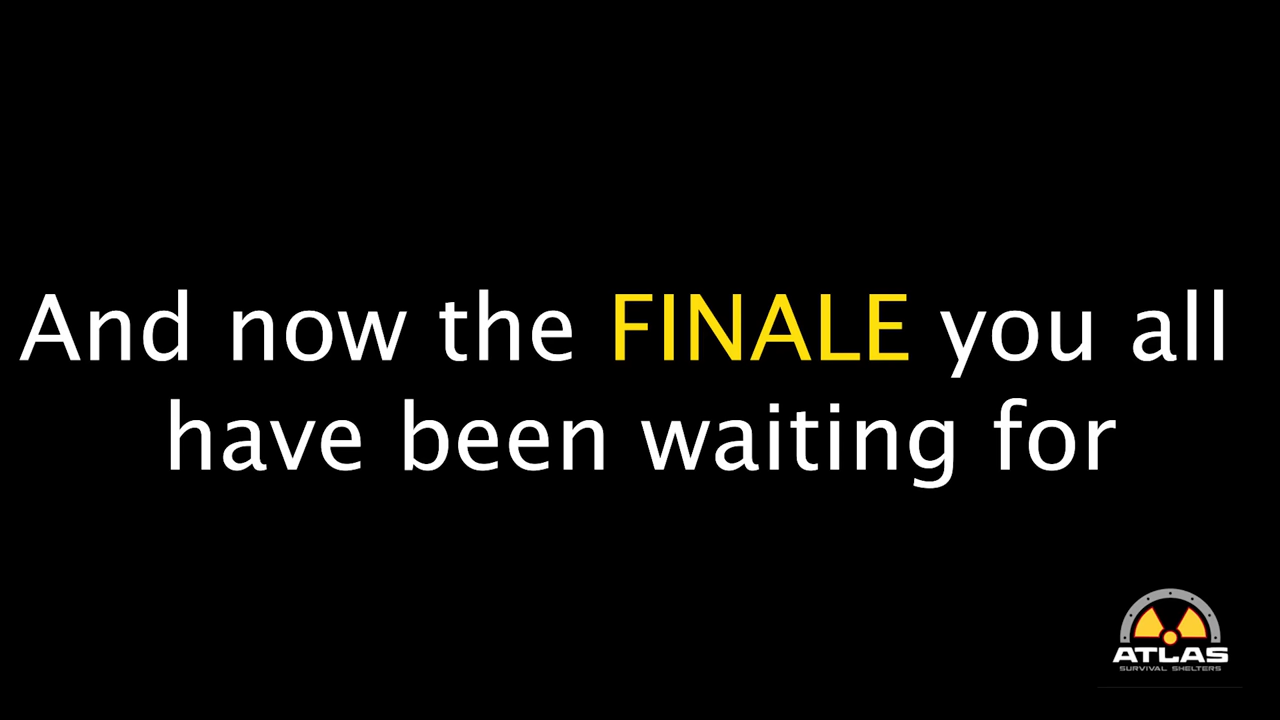 And now the FINALE you all
have been waiting for
ATLAS
SURVIVAL SHELTERS